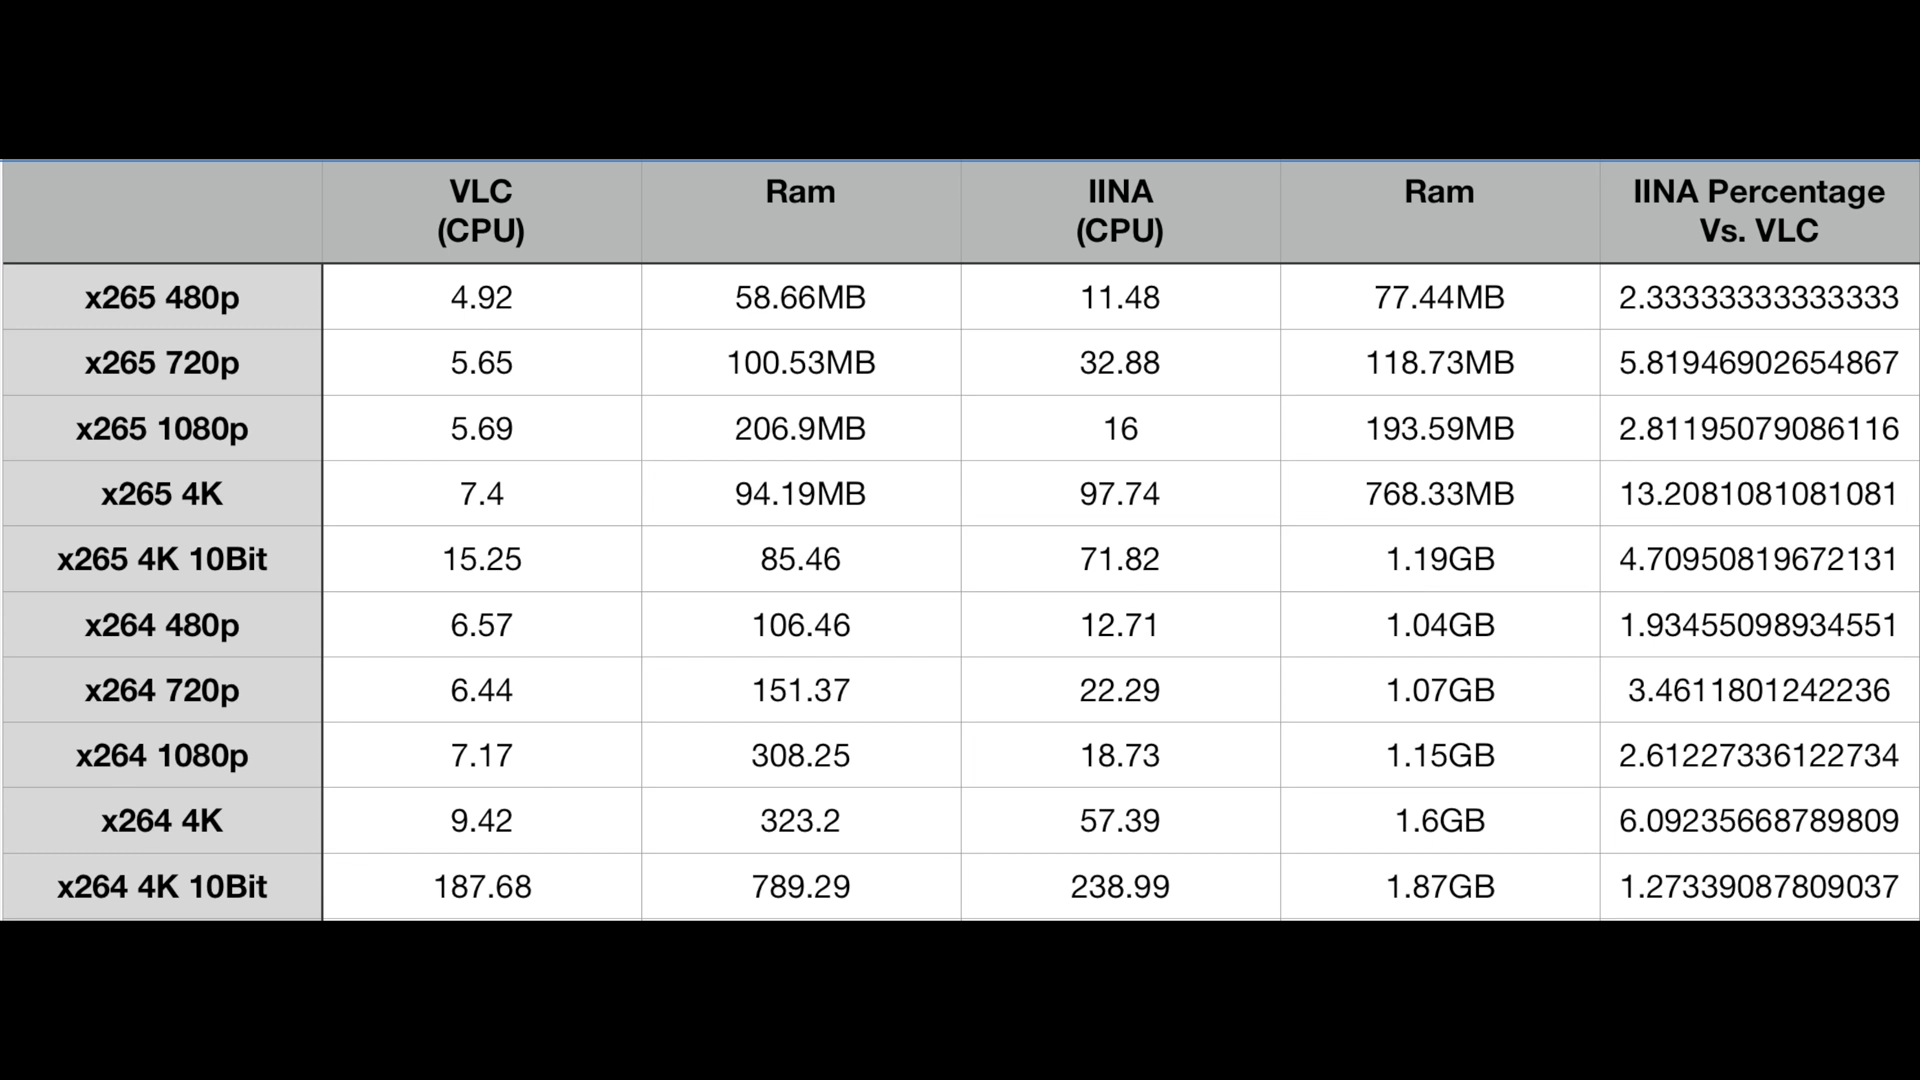 VLC (CPU) Ram IINA (CPU) Ram IINA Percentage Vs. VLC
x265 480p 4.92 58.66MB 11.48 77.44MB 2.33333333333333
x265 720p 5.65 100.53MB 32.88 118.73MB 5.81946902654867
x265 1080p 5.69 206.9MB 16 193.59MB 2.81195079086116
x265 4K 7.4 94.19MB 97.74 768.33MB 13.2081081081081
x265 4K 10Bit 15.25 85.46 71.82 1.19GB 4.70950819672131
x264 480p 6.57 106.46 12.71 1.04GB 1.93455098934551
x264 720p 6.44 151.37 22.29 1.07GB 3.4611801242236
x264 1080p 7.17 308.25 18.73 1.15GB 2.61227336122734
x264 4K 9.42 323.2 57.39 1.6GB 6.09235668789809
x264 4K 10Bit 187.68 789.29 238.99 1.87GB 1.27339087809037